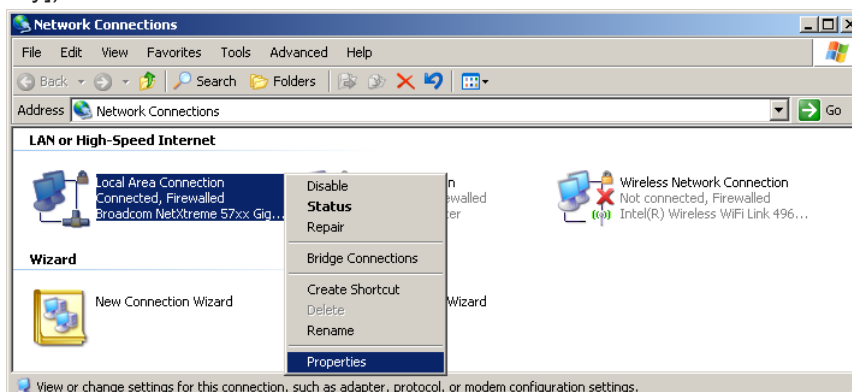 Network Connections
File Edit View Favorites Tools Advanced Help
Back Search Folders
Address Network Connections Go
LAN or High-Speed Internet
Local Area Connection
Connected, Firewalled
Broadcom NetXtreme 57xx Gig...
Disable
Status
Repair
Bridge Connections
Create Shortcut
Delete
Rename
Properties
Wireless Network Connection
Not connected, Firewalled
Intel(R) Wireless WiFi Link 496...
Wizard
New Connection Wizard
Wizard
View or change settings for this connection, such as adapter, protocol, or modem configuration settings.